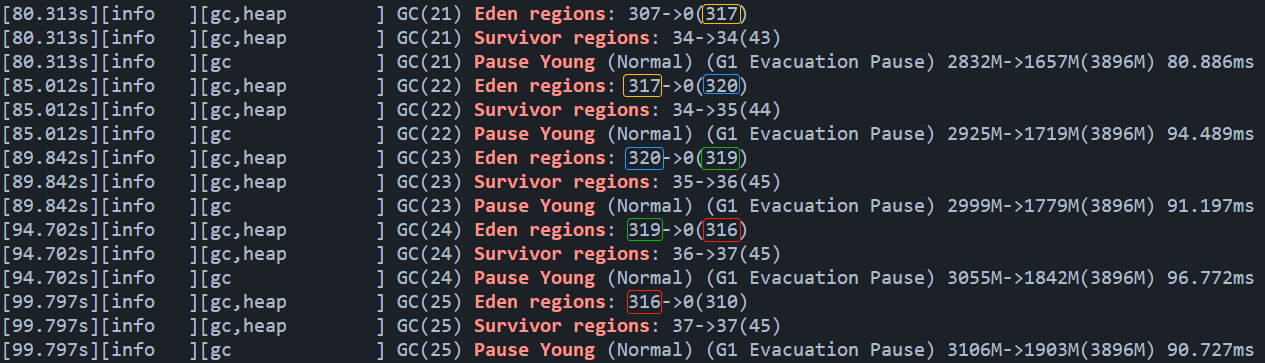 [80.313s][info   ][gc,heap        ] GC(21) Eden regions: 307->0(317)
[80.313s][info   ][gc,heap        ] GC(21) Survivor regions: 34->34(43)
[80.313s][info   ][gc             ] GC(21) Pause Young (Normal) (G1 Evacuation Pause) 2832M->1657M(3896M) 80.886ms
[85.012s][info   ][gc,heap        ] GC(22) Eden regions: 317->0(320)
[85.012s][info   ][gc,heap        ] GC(22) Survivor regions: 34->35(44)
[85.012s][info   ][gc             ] GC(22) Pause Young (Normal) (G1 Evacuation Pause) 2925M->1719M(3896M) 94.489ms
[89.842s][info   ][gc,heap        ] GC(23) Eden regions: 320->0(319)
[89.842s][info   ][gc,heap        ] GC(23) Survivor regions: 35->36(45)
[89.842s][info   ][gc             ] GC(23) Pause Young (Normal) (G1 Evacuation Pause) 2999M->1779M(3896M) 91.197ms
[94.702s][info   ][gc,heap        ] GC(24) Eden regions: 319->0(316)
[94.702s][info   ][gc,heap        ] GC(24) Survivor regions: 36->37(45)
[94.702s][info   ][gc             ] GC(24) Pause Young (Normal) (G1 Evacuation Pause) 3055M->1842M(3896M) 96.772ms
[99.797s][info   ][gc,heap        ] GC(25) Eden regions: 316->0(310)
[99.797s][info   ][gc,heap        ] GC(25) Survivor regions: 37->37(45)
[99.797s][info   ][gc             ] GC(25) Pause Young (Normal) (G1 Evacuation Pause) 3106M->1903M(3896M) 90.727ms